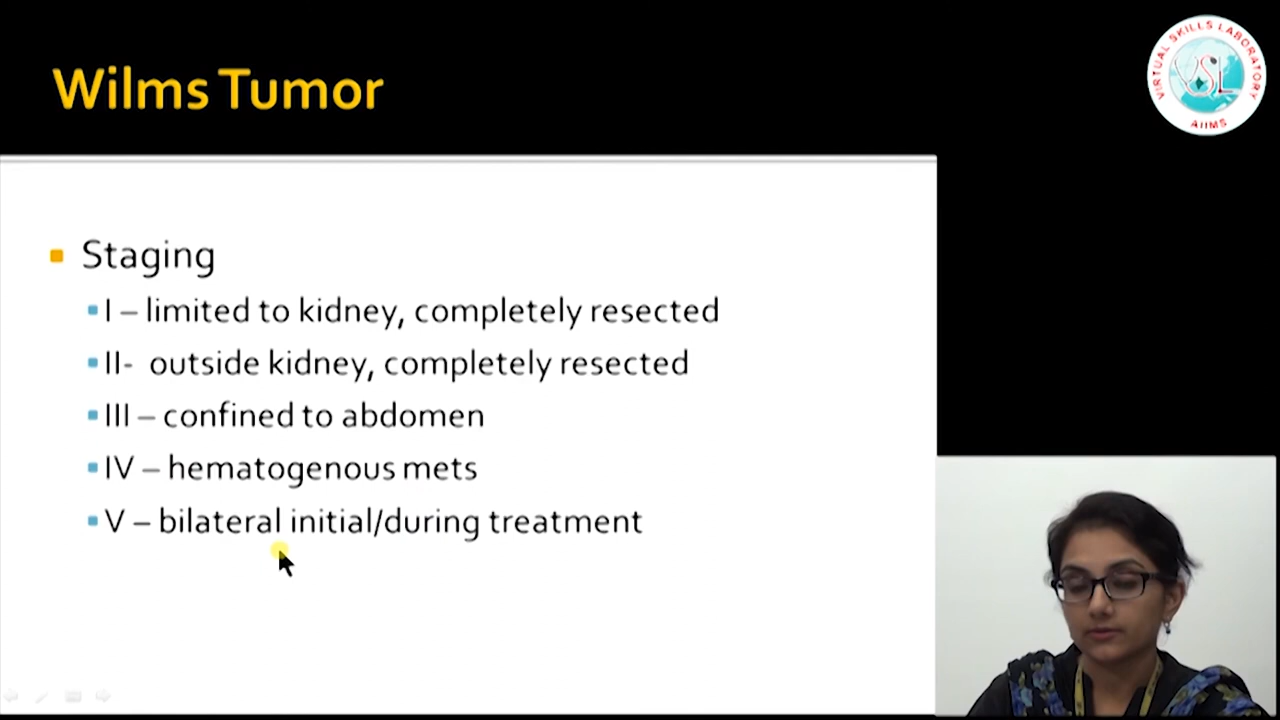 Wilms Tumor
VIRTUAL SKILLS LABORATORY
VSL
AIIMS
Staging
I – limited to kidney, completely resected
II- outside kidney, completely resected
III – confined to abdomen
IV – hematogenous mets
V – bilateral initial/during treatment